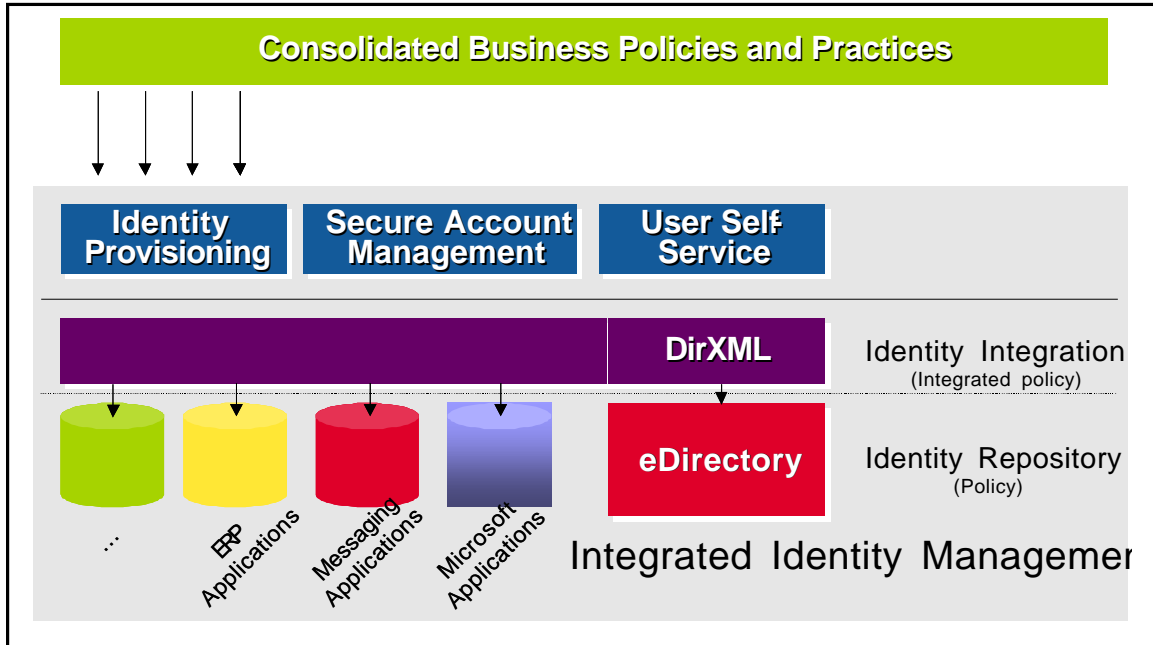 Consolidated Business Policies and Practices
Identity
Provisioning
Secure Account
Management
User Self-
Service
DirXML
Identity Integration
(Integrated policy)
eDirectory
Identity Repository
(Policy)
...
ERP
Applications
Messaging
Applications
Microsoft
Applications
Integrated Identity Managemen